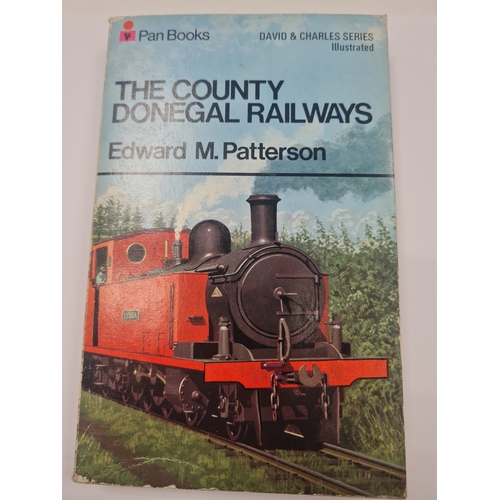 Pan Books
DAVID & CHARLES SERIES
Illustrated
THE COUNTY
DONEGAL RAILWAYS
Edward M. Patterson